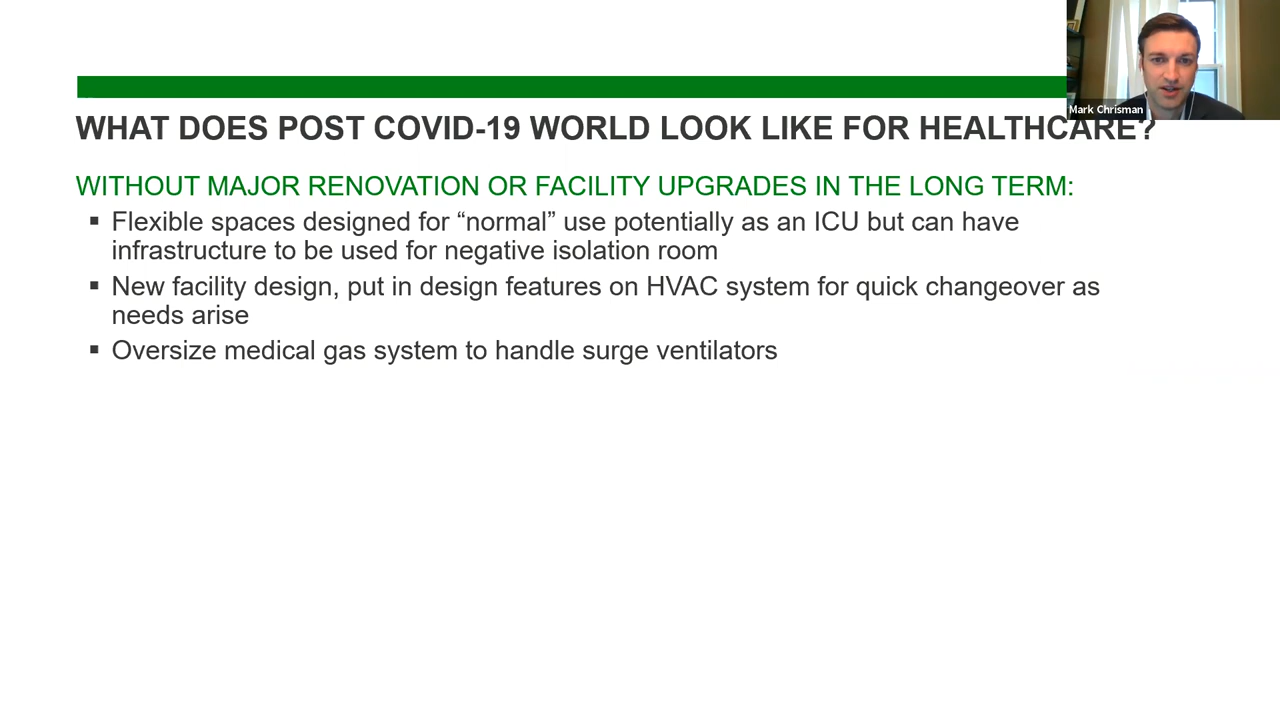 Mark Chrisman
WHAT DOES POST COVID-19 WORLD LOOK LIKE FOR HEALTHCARE?
WITHOUT MAJOR RENOVATION OR FACILITY UPGRADES IN THE LONG TERM:
▪ Flexible spaces designed for “normal” use potentially as an ICU but can have
infrastructure to be used for negative isolation room
▪ New facility design, put in design features on HVAC system for quick changeover as
needs arise
▪ Oversize medical gas system to handle surge ventilators